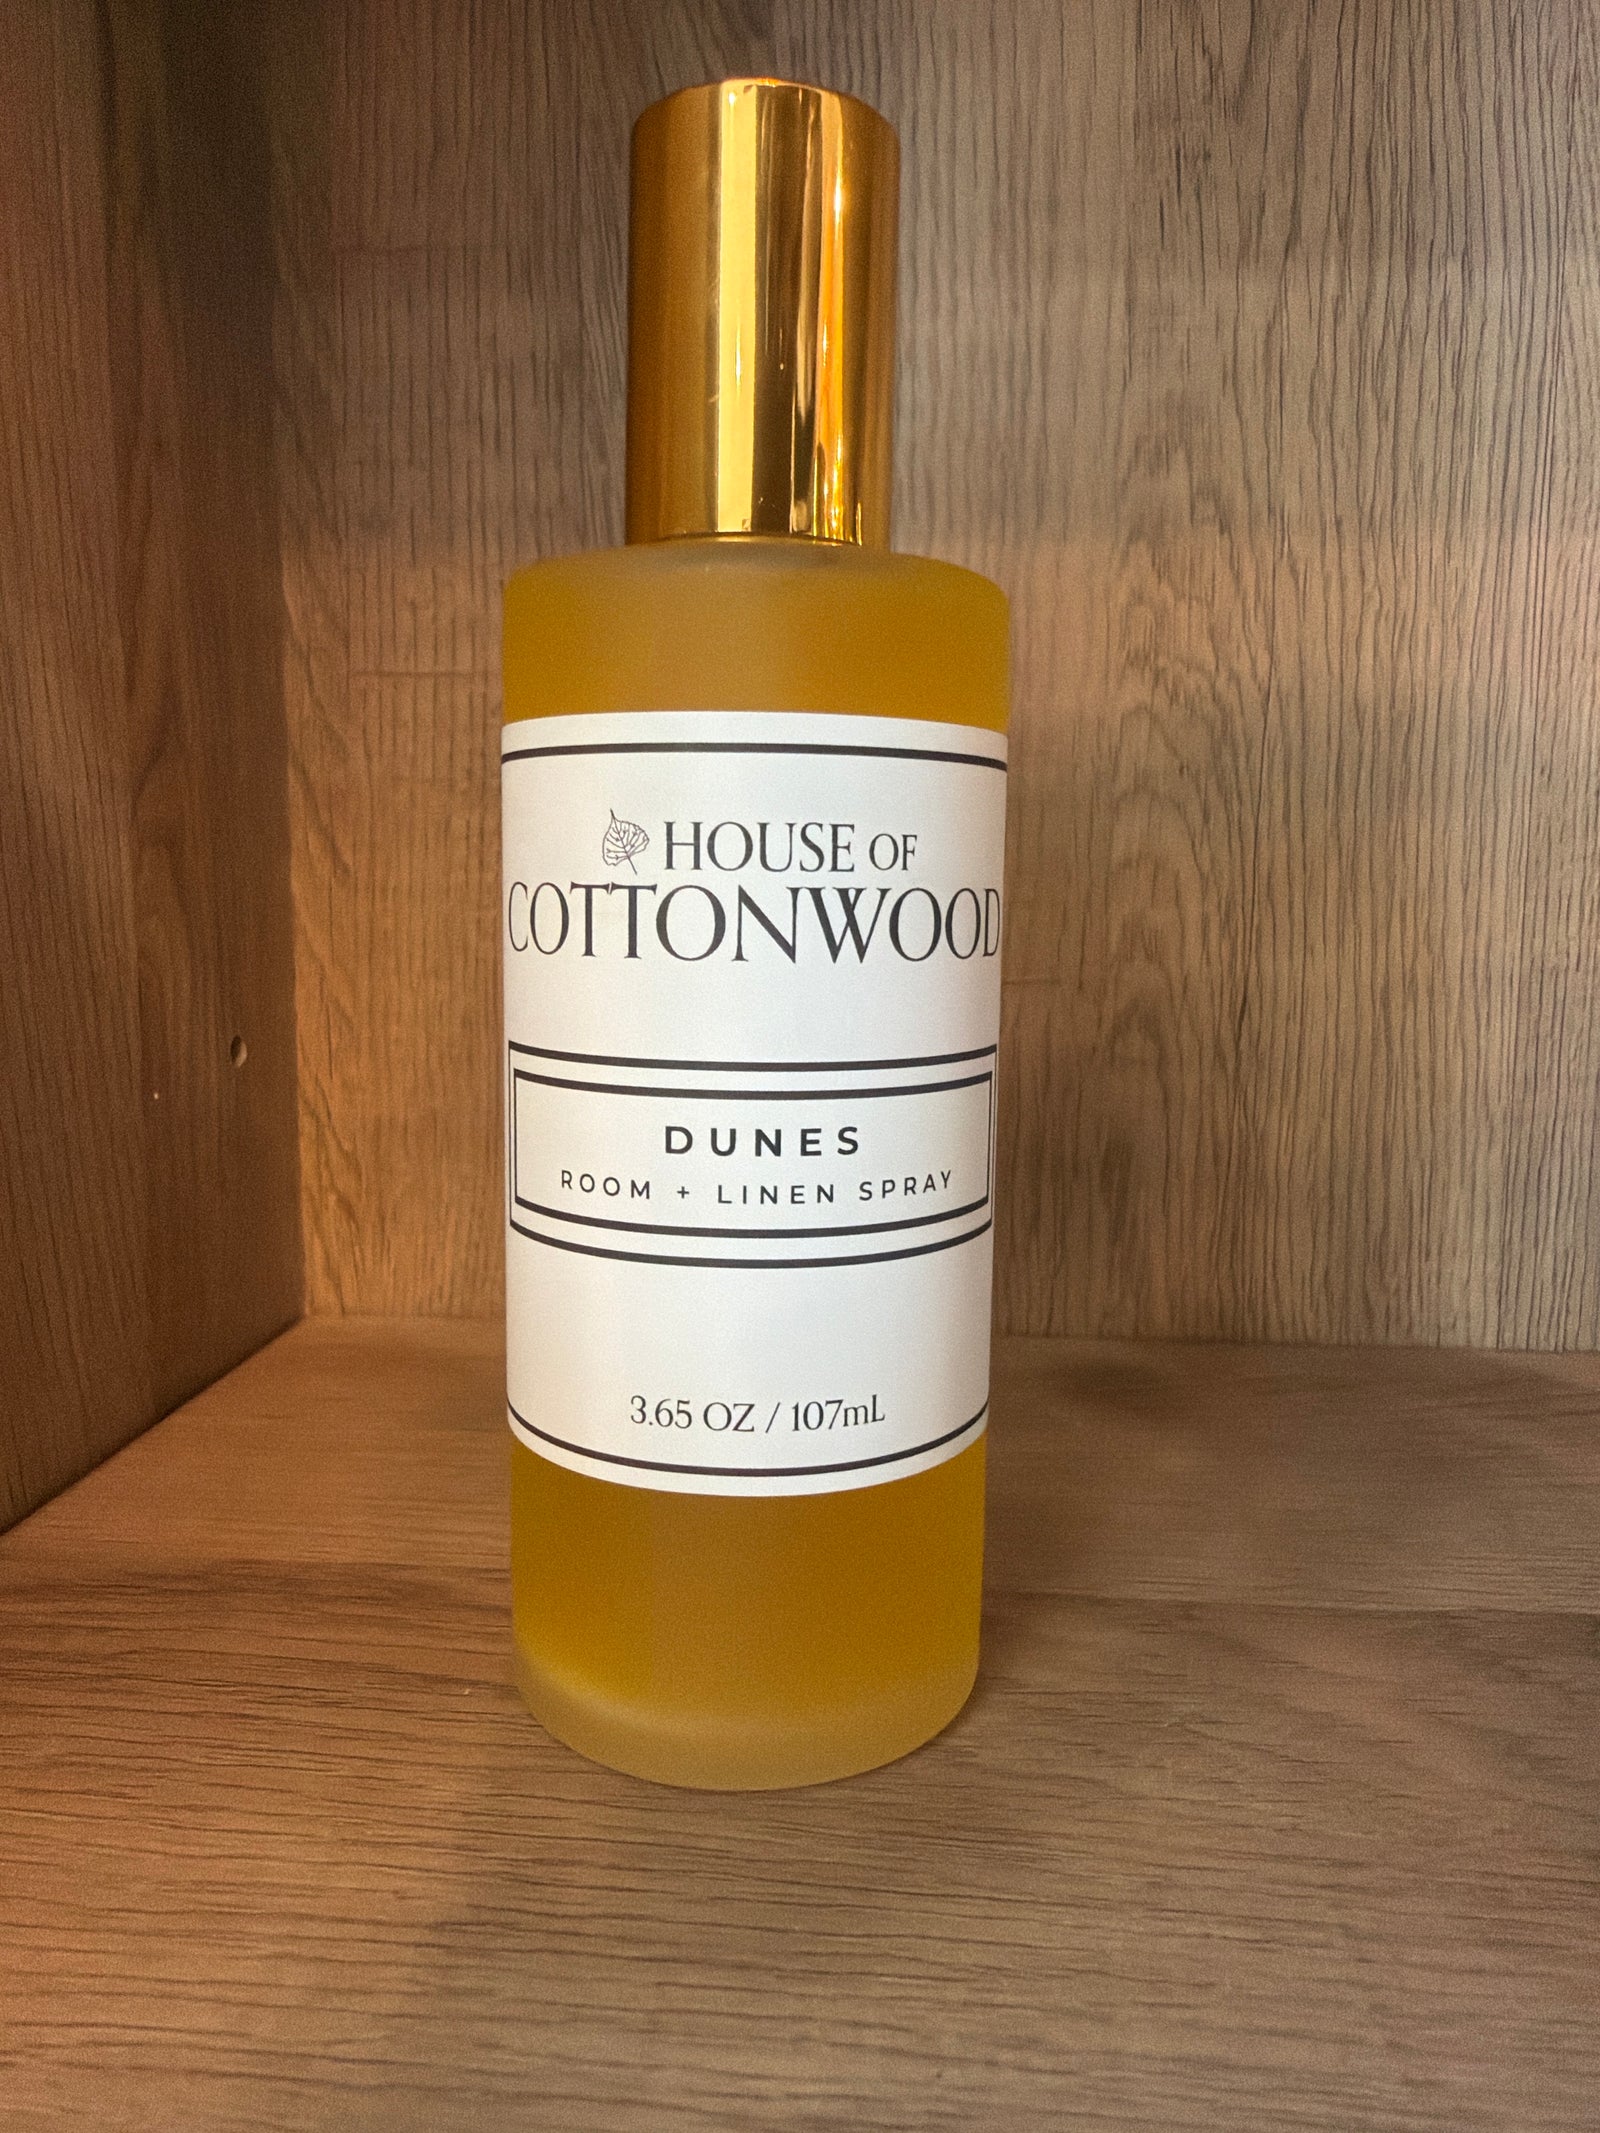 HOUSE OF
COTTONWOOD
DUNES
ROOM + LINEN SPRAY
3.65 OZ / 107mL